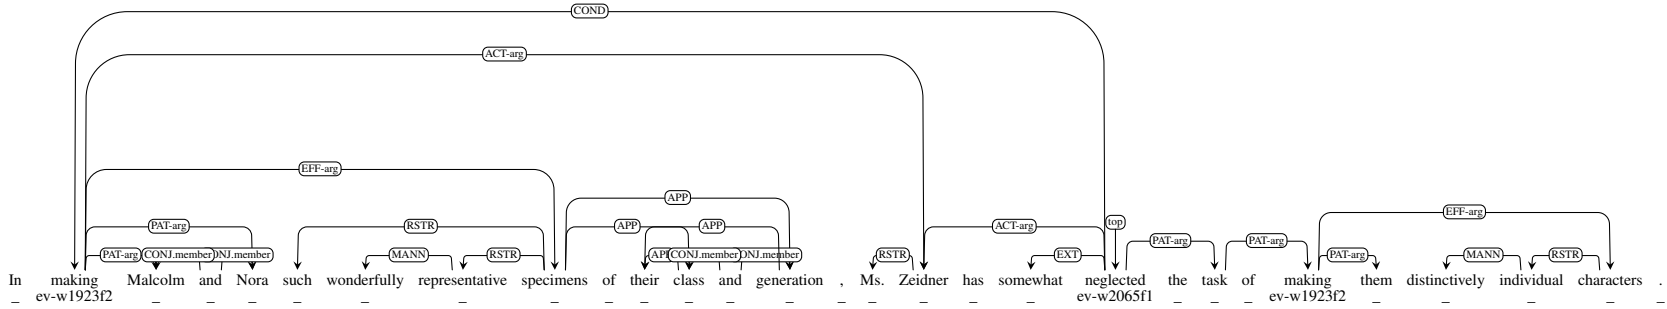 COND
ACT-arg
EFF-arg
APP
EFF-arg
top
PAT-arg RSTR APP APP ACT-arg
PAT-arg PAT-arg
PAT-arg CONJ.member ONJ.member MANN RSTR CONJ.member RSTR EXT PAT-arg MANN RSTR
In making Malcolm and Nora such wonderfully representative specimens of their class and generation , Ms. Zeidner has somewhat neglected the task of making them distinctively individual characters .
_ ev-w1923f2 _ _ _ _ _ _ _ _ _ _ _ _ _ _ _ _ _ ev-w2065f1 _ _ _ ev-w1923f2 _ _ _ _ _